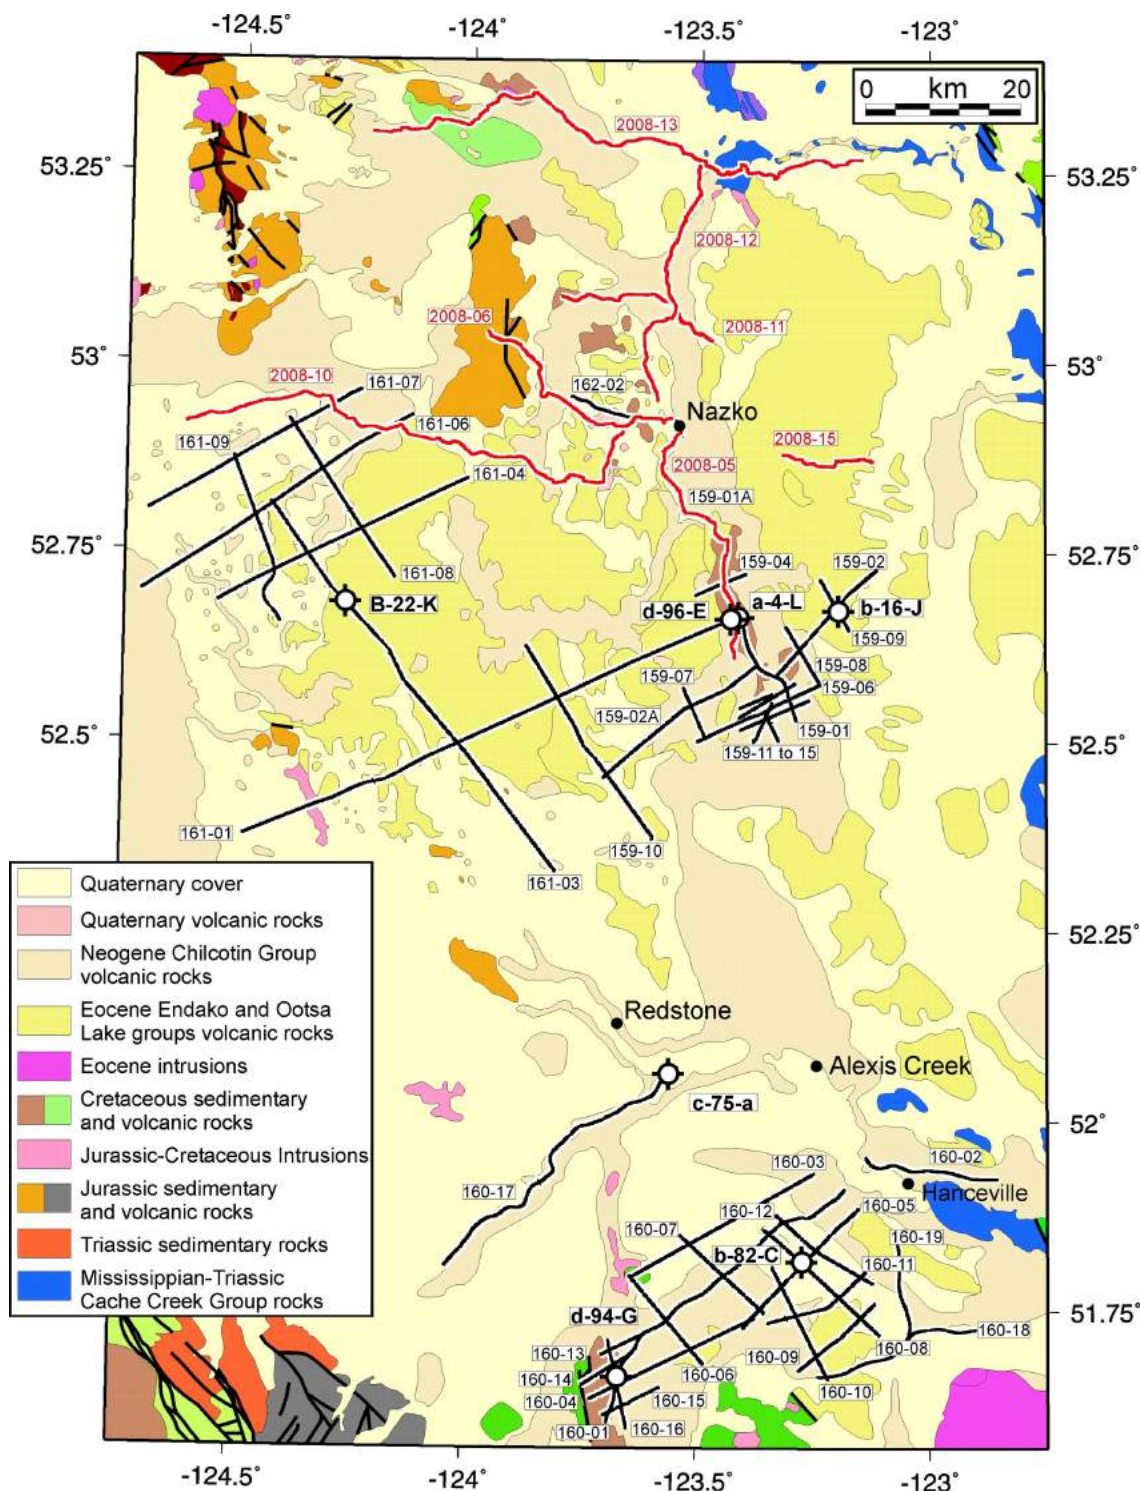 -124.5° -124° -123.5° -123°
0 km 20
2008-13
53.25° 53.25°
2008-12
2008-06 2008-11
53° 53°
2008-10 161-07 162-02
Nazko
161-06
161-09 2008-15
2008-05
161-04
159-01A
52.75° 52.75°
159-04 159-02
161-08
B-22-K d-96-E a-4-L b-16-J
159-09
159-08
159-07
159-06
159-02A
159-01
52.5° 52.5°
159-11 to 15
161-01
159-10
161-03
Quaternary cover
Quaternary volcanic rocks
Neogene Chilcotin Group
volcanic rocks
Eocene Endako and Ootsa
Lake groups volcanic rocks
Eocene intrusions
Cretaceous sedimentary
and volcanic rocks
Jurassic-Cretaceous Intrusions
Jurassic sedimentary
and volcanic rocks
Triassic sedimentary rocks
Mississippian-Triassic
Cache Creek Group rocks
52.25°
Redstone
Alexis Creek
c-75-a
52°
160-03 160-02
160-17 Hanceville
160-12 160-05
160-07
160-19
b-82-C
160-11
51.75°
d-94-G
160-18
160-13 160-08
160-09
160-14 160-06
160-04 160-15 160-10
160-01 160-16
-124.5° -124° -123.5° -123°